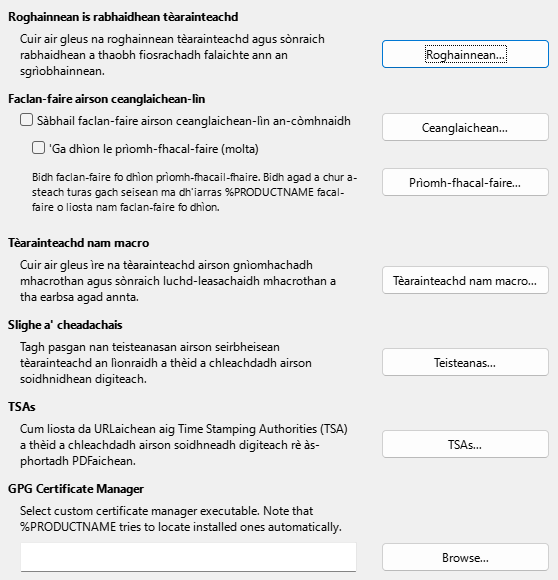 Roghainnean is rabhaidhean tèarainteachd
Cuir air gleus na roghainnean tèarainteachd agus sònraich
rabhaidhean a thaobh fiosrachadh falaichte ann an
sgrìobhainnean.
Roghainnean...
Faclan-faire airson ceanglaichean-lìn
Sàbhail faclan-faire airson ceanglaichean-lìn an-còmhnaidh
Ceanglaichean...
'Ga dhìon le prìomh-fhacal-faire (molta)
Bidh faclan-faire fo dhìon prìomh-fhacail-fhaire. Bidh agad a chur a-
steach turas gach seisean ma dh'iarras %PRODUCTNAME facal-
faire o liosta nam faclan-faire fo dhìon.
Prìomh-fhacal-faire...
Tèarainteachd nam macro
Cuir air gleus ìre na tèarainteachd airson gnìomhachadh
mhacrothan agus sònraich luchd-leasachaidh mhacrothan a
tha earbsa agad annta.
Tèarainteachd nam macro...
Slighe a' cheadachais
Tagh pasgan nan teisteanasan airson seirbheisean
tèarainteachd an lìonraidh a thèid a chleachdadh airson
soidhnidhean digiteach.
Teisteanas...
TSAs
Cum liosta da URLaichean aig Time Stamping Authorities (TSA)
a thèid a chleachdadh airson soidhneadh digiteach rè às-
phortadh PDFaichean.
TSAs...
GPG Certificate Manager
Select custom certificate manager executable. Note that
%PRODUCTNAME tries to locate installed ones automatically.
Browse...